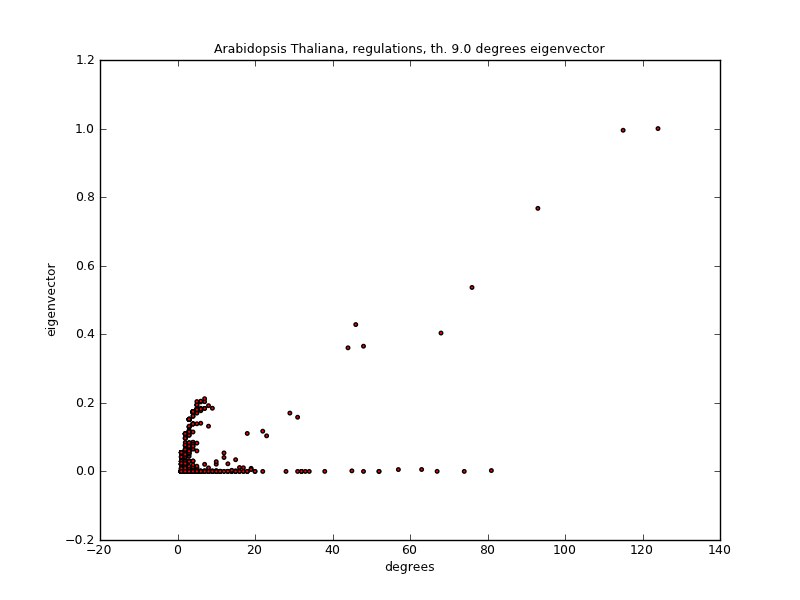 Arabidopsis Thaliana, regulations, th. 9.0 degrees eigenvector
1.2
1.0
0.8
0.6
0.4
0.2
0.0
−0.2
eigenvector
−20 0 20 40 60 80 100 120 140
degrees